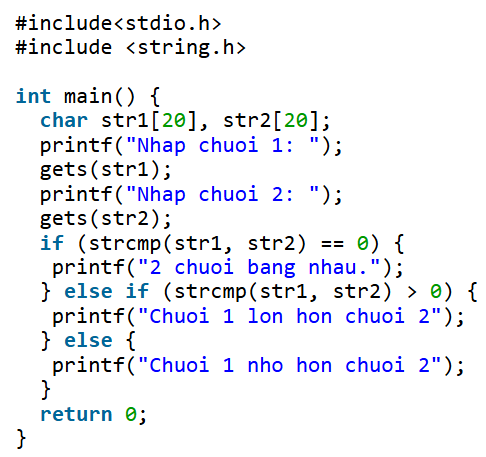 #include<stdio.h>
#include <string.h>

int main() {
  char str1[20], str2[20];
  printf("Nhap chuoi 1: ");
  gets(str1);
  printf("Nhap chuoi 2: ");
  gets(str2);
  if (strcmp(str1, str2) == 0) {
   printf("2 chuoi bang nhau.");
  } else if (strcmp(str1, str2) > 0) {
   printf("Chuoi 1 lon hon chuoi 2");
  } else {
   printf("Chuoi 1 nho hon chuoi 2");
  }
  return 0;
}